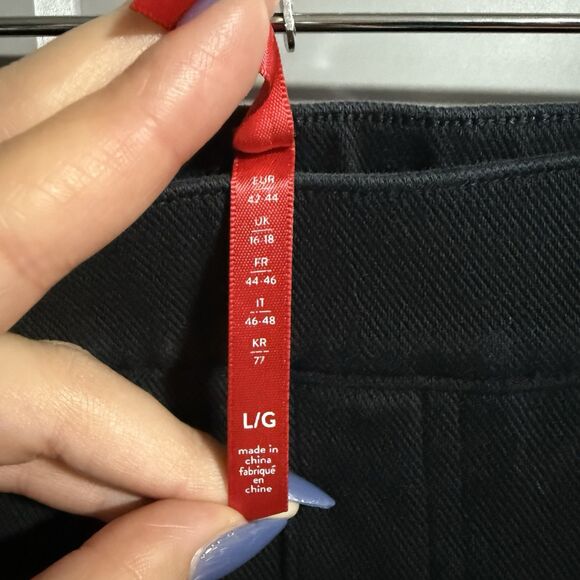 EUR
42-44
UK
16-18
FR
44-46
IT
46-48
KR
77
L/G
made in
china
fabriqué
en
chine